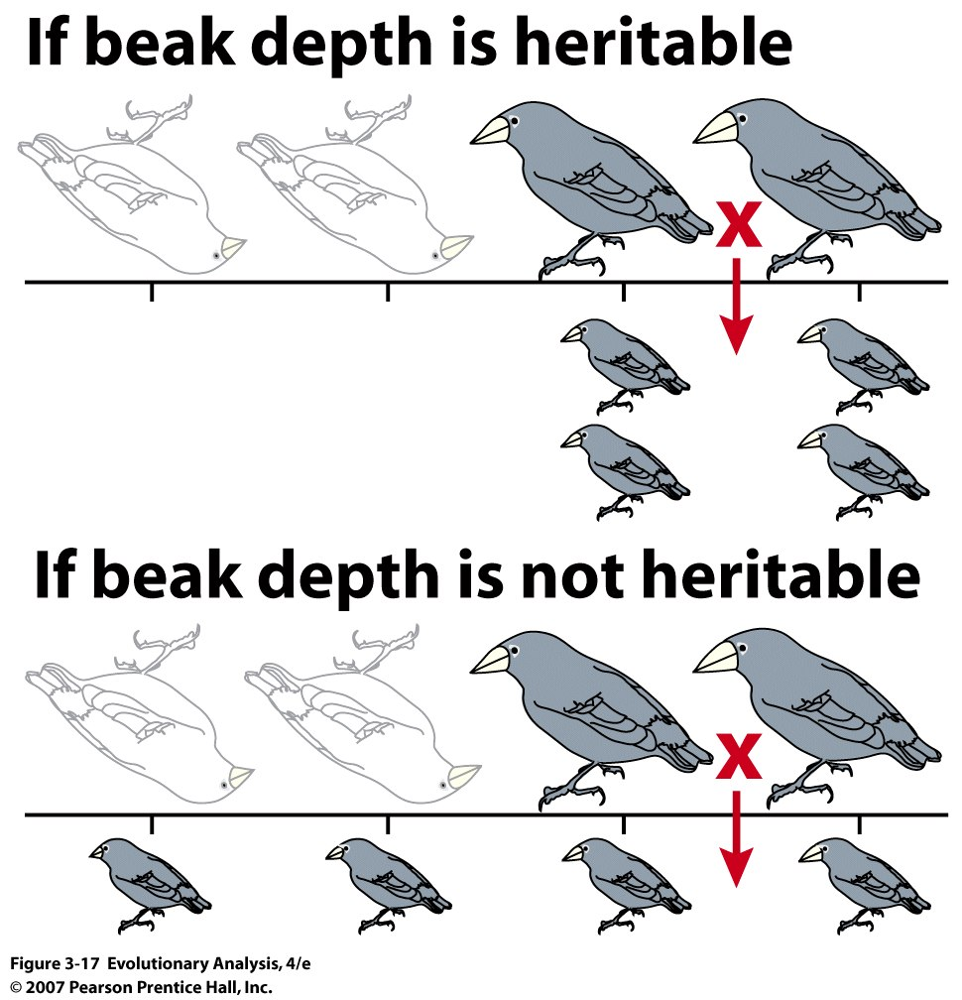 If beak depth is heritable
X
If beak depth is not heritable
X
Figure 3-17 Evolutionary Analysis, 4/e
© 2007 Pearson Prentice Hall, Inc.